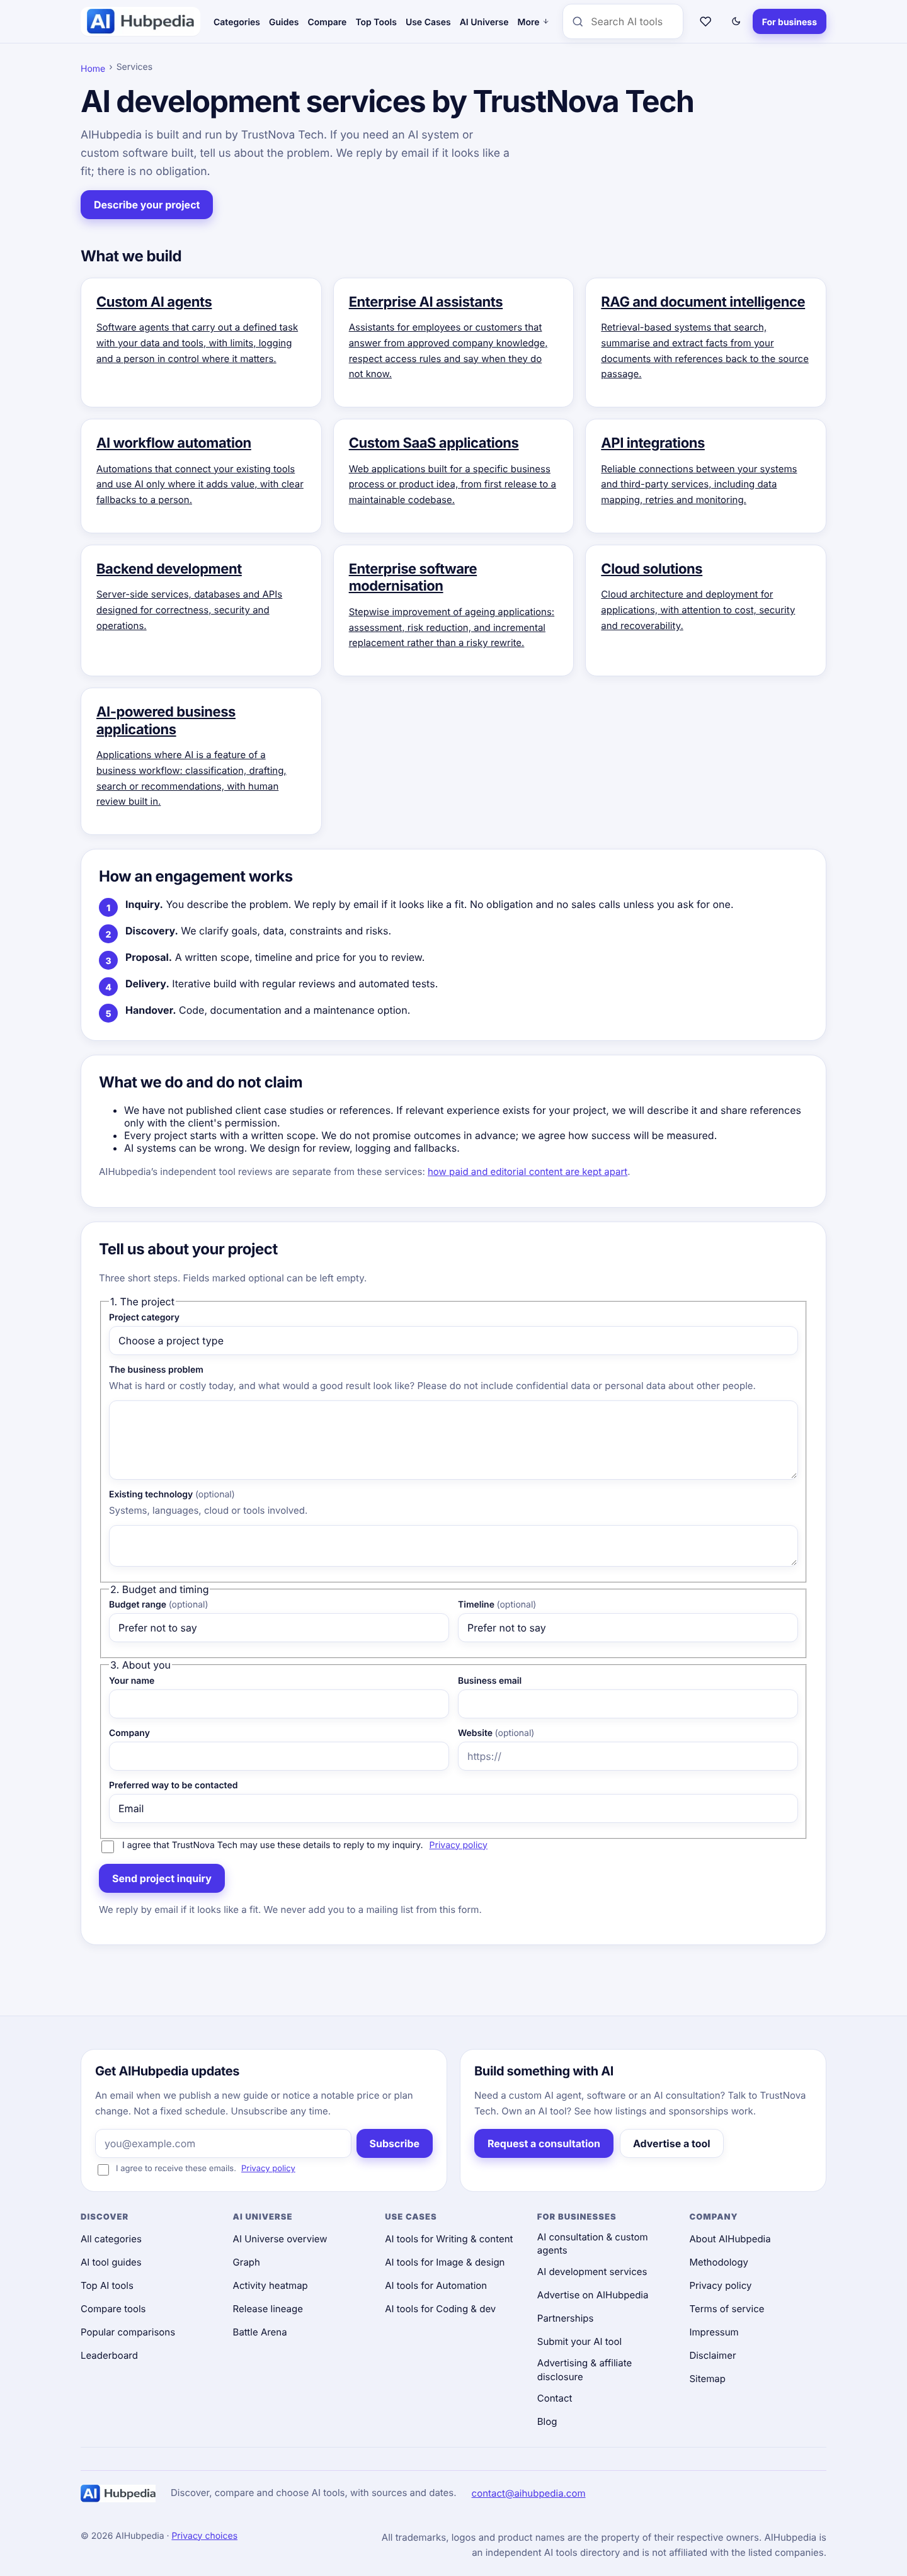 AI Hubpedia
Categories Guides Compare Top Tools Use Cases AI Universe More
Search AI tools
For business
Home › Services
AI development services by TrustNova Tech
AIHubpedia is built and run by TrustNova Tech. If you need an AI system or
custom software built, tell us about the problem. We reply by email if it looks like a
fit; there is no obligation.
Describe your project
What we build
Custom AI agents
Software agents that carry out a defined task
with your data and tools, with limits, logging
and a person in control where it matters.
Enterprise AI assistants
Assistants for employees or customers that
answer from approved company knowledge,
respect access rules and say when they do
not know.
RAG and document intelligence
Retrieval-based systems that search,
summarise and extract facts from your
documents with references back to the source
passage.
AI workflow automation
Automations that connect your existing tools
and use AI only where it adds value, with clear
fallbacks to a person.
Custom SaaS applications
Web applications built for a specific business
process or product idea, from first release to a
maintainable codebase.
API integrations
Reliable connections between your systems
and third-party services, including data
mapping, retries and monitoring.
Backend development
Server-side services, databases and APIs
designed for correctness, security and
operations.
Enterprise software
modernisation
Stepwise improvement of ageing applications:
assessment, risk reduction, and incremental
replacement rather than a risky rewrite.
Cloud solutions
Cloud architecture and deployment for
applications, with attention to cost, security
and recoverability.
AI-powered business
applications
Applications where AI is a feature of a
business workflow: classification, drafting,
search or recommendations, with human
review built in.
How an engagement works
1 Inquiry. You describe the problem. We reply by email if it looks like a fit. No obligation and no sales calls unless you ask for one.
2 Discovery. We clarify goals, data, constraints and risks.
3 Proposal. A written scope, timeline and price for you to review.
4 Delivery. Iterative build with regular reviews and automated tests.
5 Handover. Code, documentation and a maintenance option.
What we do and do not claim
• We have not published client case studies or references. If relevant experience exists for your project, we will describe it and share references
only with the client's permission.
• Every project starts with a written scope. We do not promise outcomes in advance; we agree how success will be measured.
• AI systems can be wrong. We design for review, logging and fallbacks.
AIHubpedia's independent tool reviews are separate from these services: how paid and editorial content are kept apart.
Tell us about your project
Three short steps. Fields marked optional can be left empty.
1. The project
Project category
Choose a project type
The business problem
What is hard or costly today, and what would a good result look like? Please do not include confidential data or personal data about other people.
Existing technology (optional)
Systems, languages, cloud or tools involved.
2. Budget and timing
Budget range (optional)
Prefer not to say
Timeline (optional)
Prefer not to say
3. About you
Your name
Business email
Company
Website (optional)
https://
Preferred way to be contacted
Email
I agree that TrustNova Tech may use these details to reply to my inquiry. Privacy policy
Send project inquiry
We reply by email if it looks like a fit. We never add you to a mailing list from this form.
Get AIHubpedia updates
An email when we publish a new guide or notice a notable price or plan
change. Not a fixed schedule. Unsubscribe any time.
you@example.com
Subscribe
I agree to receive these emails. Privacy policy
Build something with AI
Need a custom AI agent, software or an AI consultation? Talk to TrustNova
Tech. Own an AI tool? See how listings and sponsorships work.
Request a consultation
Advertise a tool
DISCOVER
All categories
AI tool guides
Top AI tools
Compare tools
Popular comparisons
Leaderboard
AI UNIVERSE
AI Universe overview
Graph
Activity heatmap
Release lineage
Battle Arena
USE CASES
AI tools for Writing & content
AI tools for Image & design
AI tools for Automation
AI tools for Coding & dev
FOR BUSINESSES
AI consultation & custom
agents
AI development services
Advertise on AIHubpedia
Partnerships
Submit your AI tool
Advertising & affiliate
disclosure
Contact
Blog
COMPANY
About AIHubpedia
Methodology
Privacy policy
Terms of service
Impressum
Disclaimer
Sitemap
AI Hubpedia
Discover, compare and choose AI tools, with sources and dates.
contact@aihubpedia.com
© 2026 AIHubpedia · Privacy choices
All trademarks, logos and product names are the property of their respective owners. AIHubpedia is
an independent AI tools directory and is not affiliated with the listed companies.